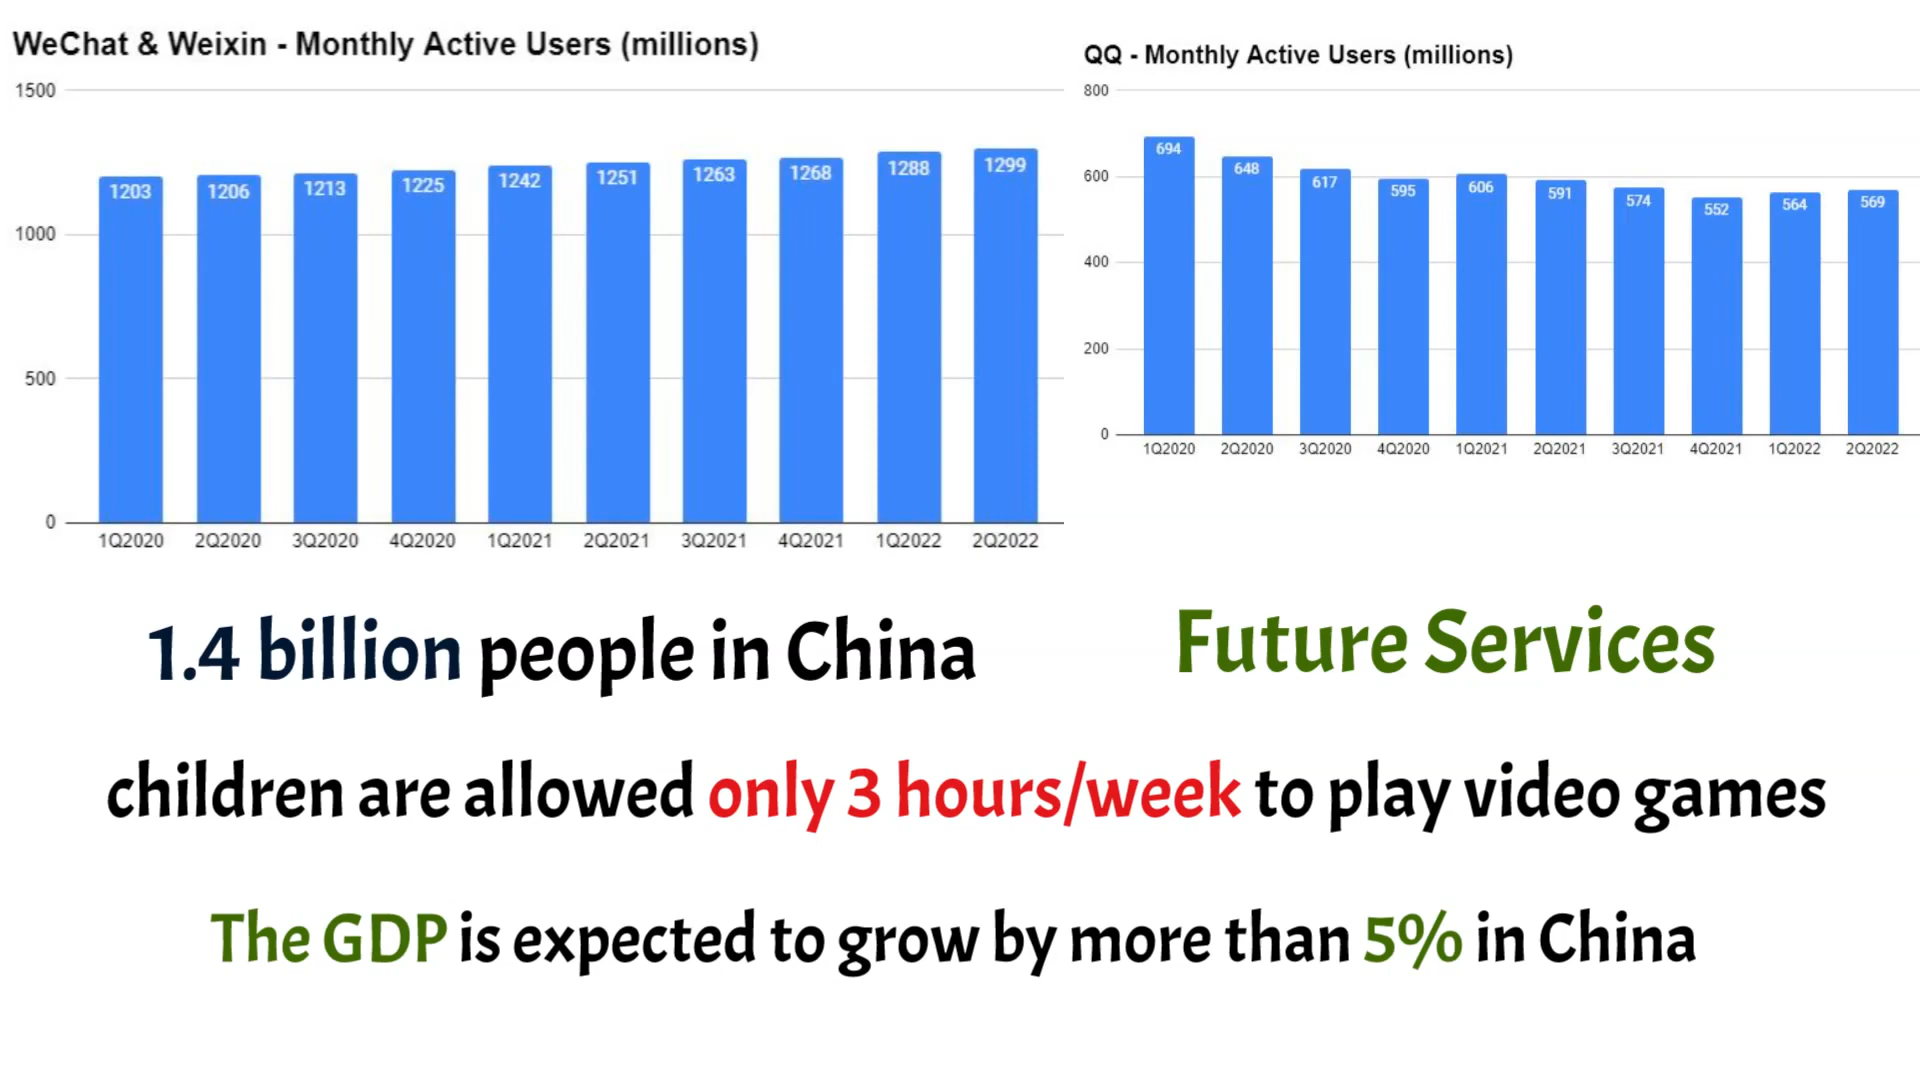 WeChat & Weixin - Monthly Active Users (millions)
1500
1000
500
0
1203 1206 1213 1225 1242 1251 1263 1268 1288 1299
1Q2020 2Q2020 3Q2020 4Q2020 1Q2021 2Q2021 3Q2021 4Q2021 1Q2022 2Q2022
QQ - Monthly Active Users (millions)
800
600
400
200
0
694 648 617 595 606 591 574 552 564 569
1Q2020 2Q2020 3Q2020 4Q2020 1Q2021 2Q2021 3Q2021 4Q2021 1Q2022 2Q2022
1.4 billion people in China
Future Services
children are allowed only 3 hours/week to play video games
The GDP is expected to grow by more than 5% in China